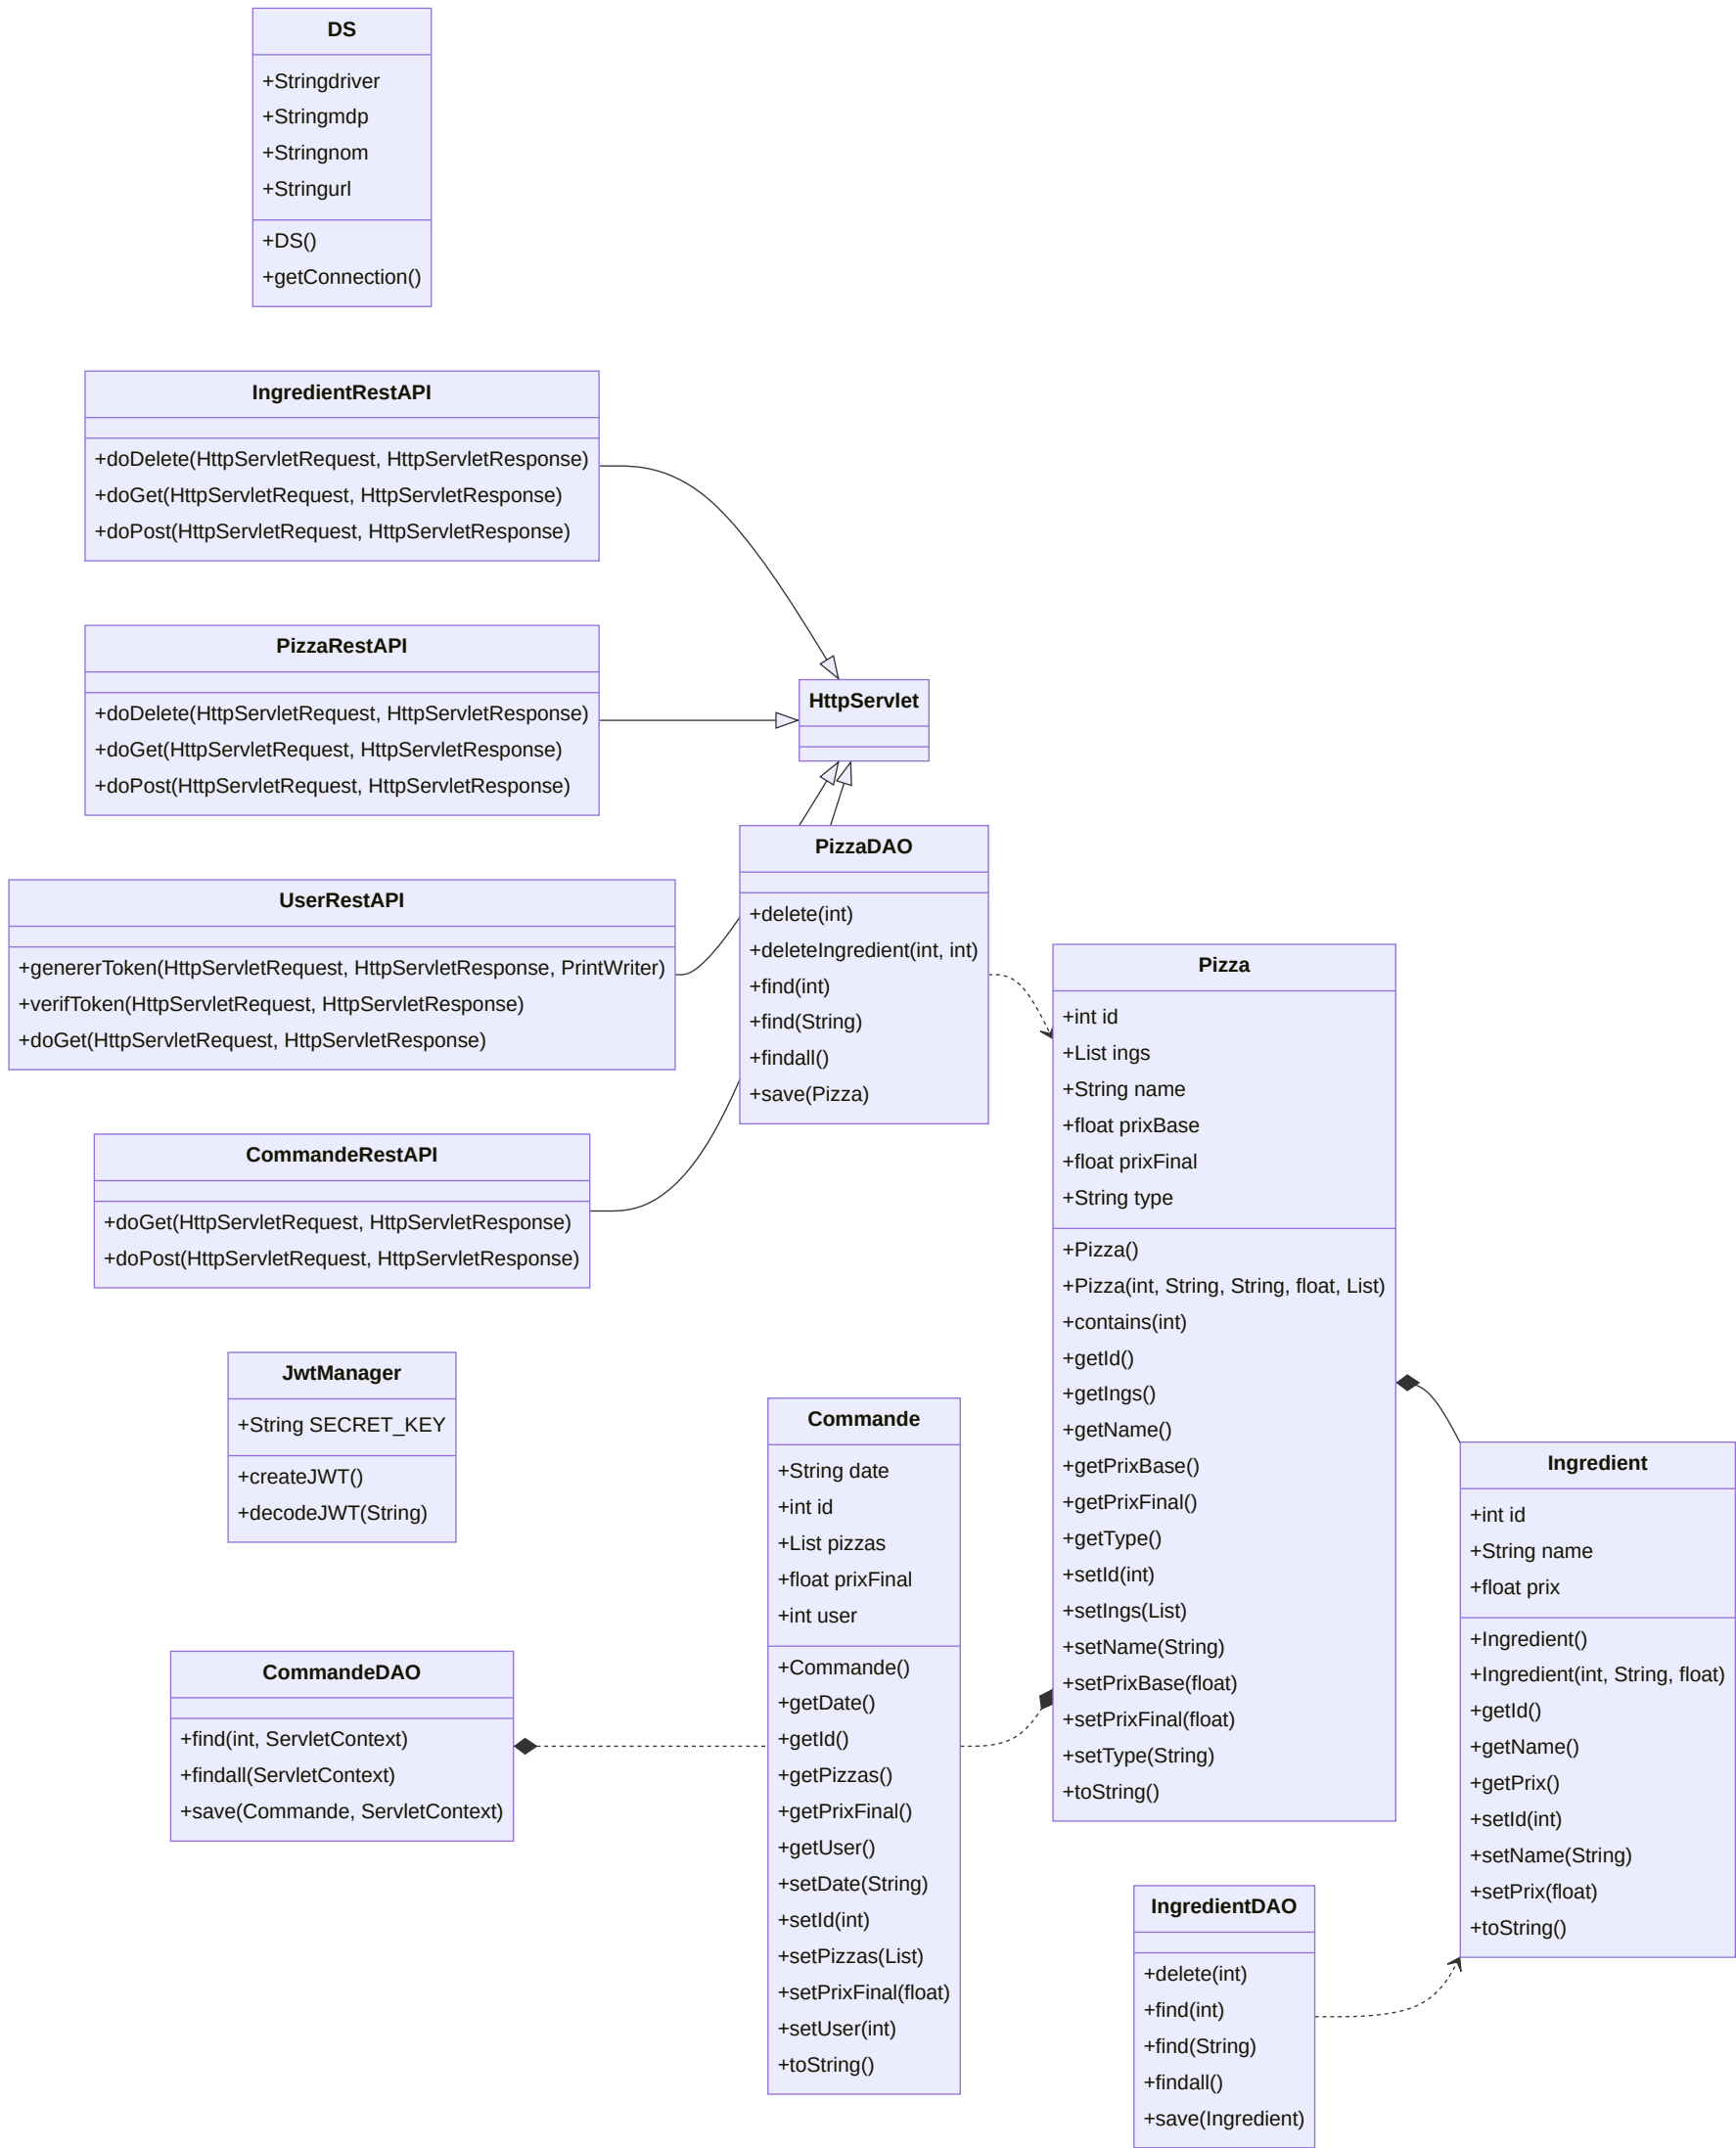 DS
+Stringdriver
+Stringmdp
+Stringnom
+Stringurl
+DS()
+getConnection()
IngredientRestAPI
+doDelete(HttpServletRequest, HttpServletResponse)
+doGet(HttpServletRequest, HttpServletResponse)
+doPost(HttpServletRequest, HttpServletResponse)
PizzaRestAPI
+doDelete(HttpServletRequest, HttpServletResponse)
+doGet(HttpServletRequest, HttpServletResponse)
+doPost(HttpServletRequest, HttpServletResponse)
HttpServlet
UserRestAPI
+genererToken(HttpServletRequest, HttpServletResponse, PrintWriter)
+verifToken(HttpServletRequest, HttpServletResponse)
+doGet(HttpServletRequest, HttpServletResponse)
PizzaDAO
+delete(int)
+deleteIngredient(int, int)
+find(int)
+find(String)
+findall()
+save(Pizza)
CommandeRestAPI
+doGet(HttpServletRequest, HttpServletResponse)
+doPost(HttpServletRequest, HttpServletResponse)
Pizza
+int id
+List ings
+String name
+float prixBase
+float prixFinal
+String type
+Pizza()
+Pizza(int, String, String, float, List)
+contains(int)
+getId()
+getIngs()
+getName()
+getPrixBase()
+getPrixFinal()
+getType()
+setId(int)
+setIngs(List)
+setName(String)
+setPrixBase(float)
+setPrixFinal(float)
+setType(String)
+toString()
JwtManager
+String SECRET_KEY
+createJWT()
+decodeJWT(String)
Commande
+String date
+int id
+List pizzas
+float prixFinal
+int user
+Commande()
+getDate()
+getId()
+getPizzas()
+getPrixFinal()
+getUser()
+setDate(String)
+setId(int)
+setPizzas(List)
+setPrixFinal(float)
+setUser(int)
+toString()
Ingredient
+int id
+String name
+float prix
+Ingredient()
+Ingredient(int, String, float)
+getId()
+getName()
+getPrix()
+setId(int)
+setName(String)
+setPrix(float)
+toString()
CommandeDAO
+find(int, ServletContext)
+findall(ServletContext)
+save(Commande, ServletContext)
IngredientDAO
+delete(int)
+find(int)
+find(String)
+findall()
+save(Ingredient)